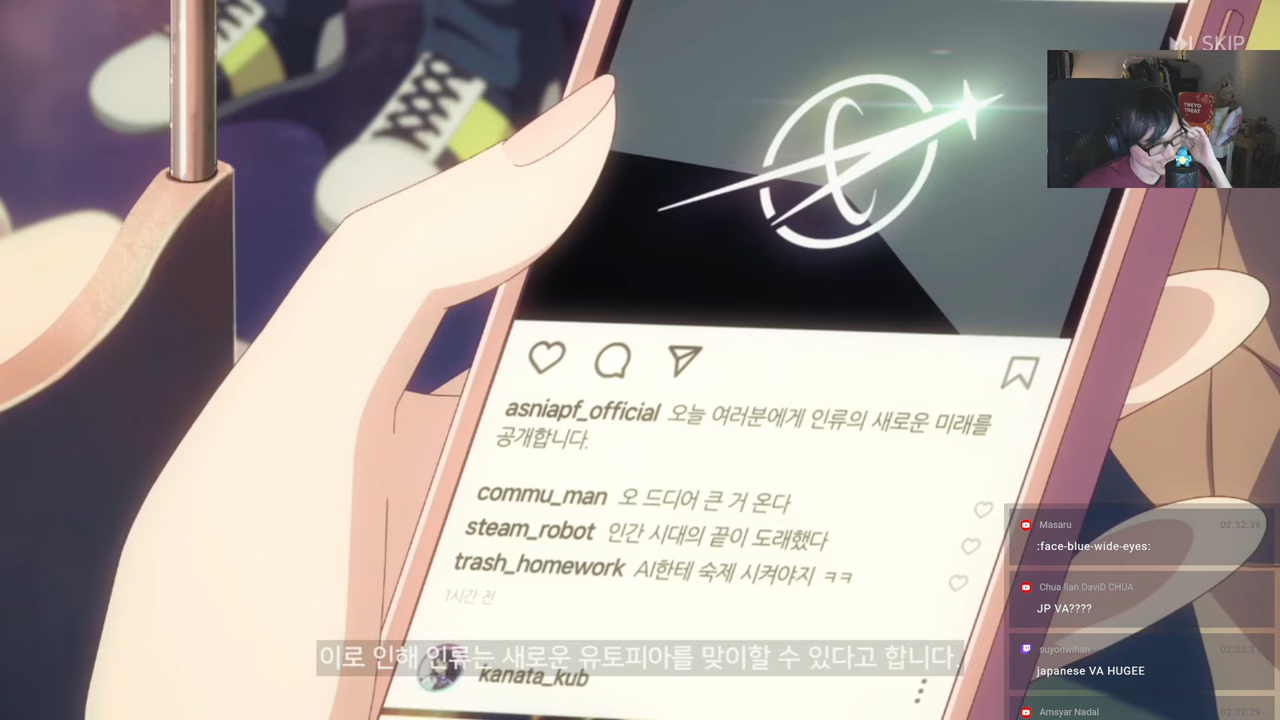 SKIP
TOKYO
TREAT
asniapf_official 오늘 여러분에게 인류의 새로운 미래를
공개합니다.
commu_man 오 드디어 큰 거 온다
steam_robot 인간 시대의 끝이 도래했다
trash_homework AI한테 숙제 시켜야지 ㅋㅋ
1시간 전
이로 인해 인류는 새로운 유토피아를 맞이할 수 있다고 합니다.
kanata_kub
Masaru 02:32:39
:face-blue-wide-eyes:
Chua Jian DaviD CHUA
JP VA????
suyonwihan
japanese VA HUGEE
Amsyar Nadal 02:32:29